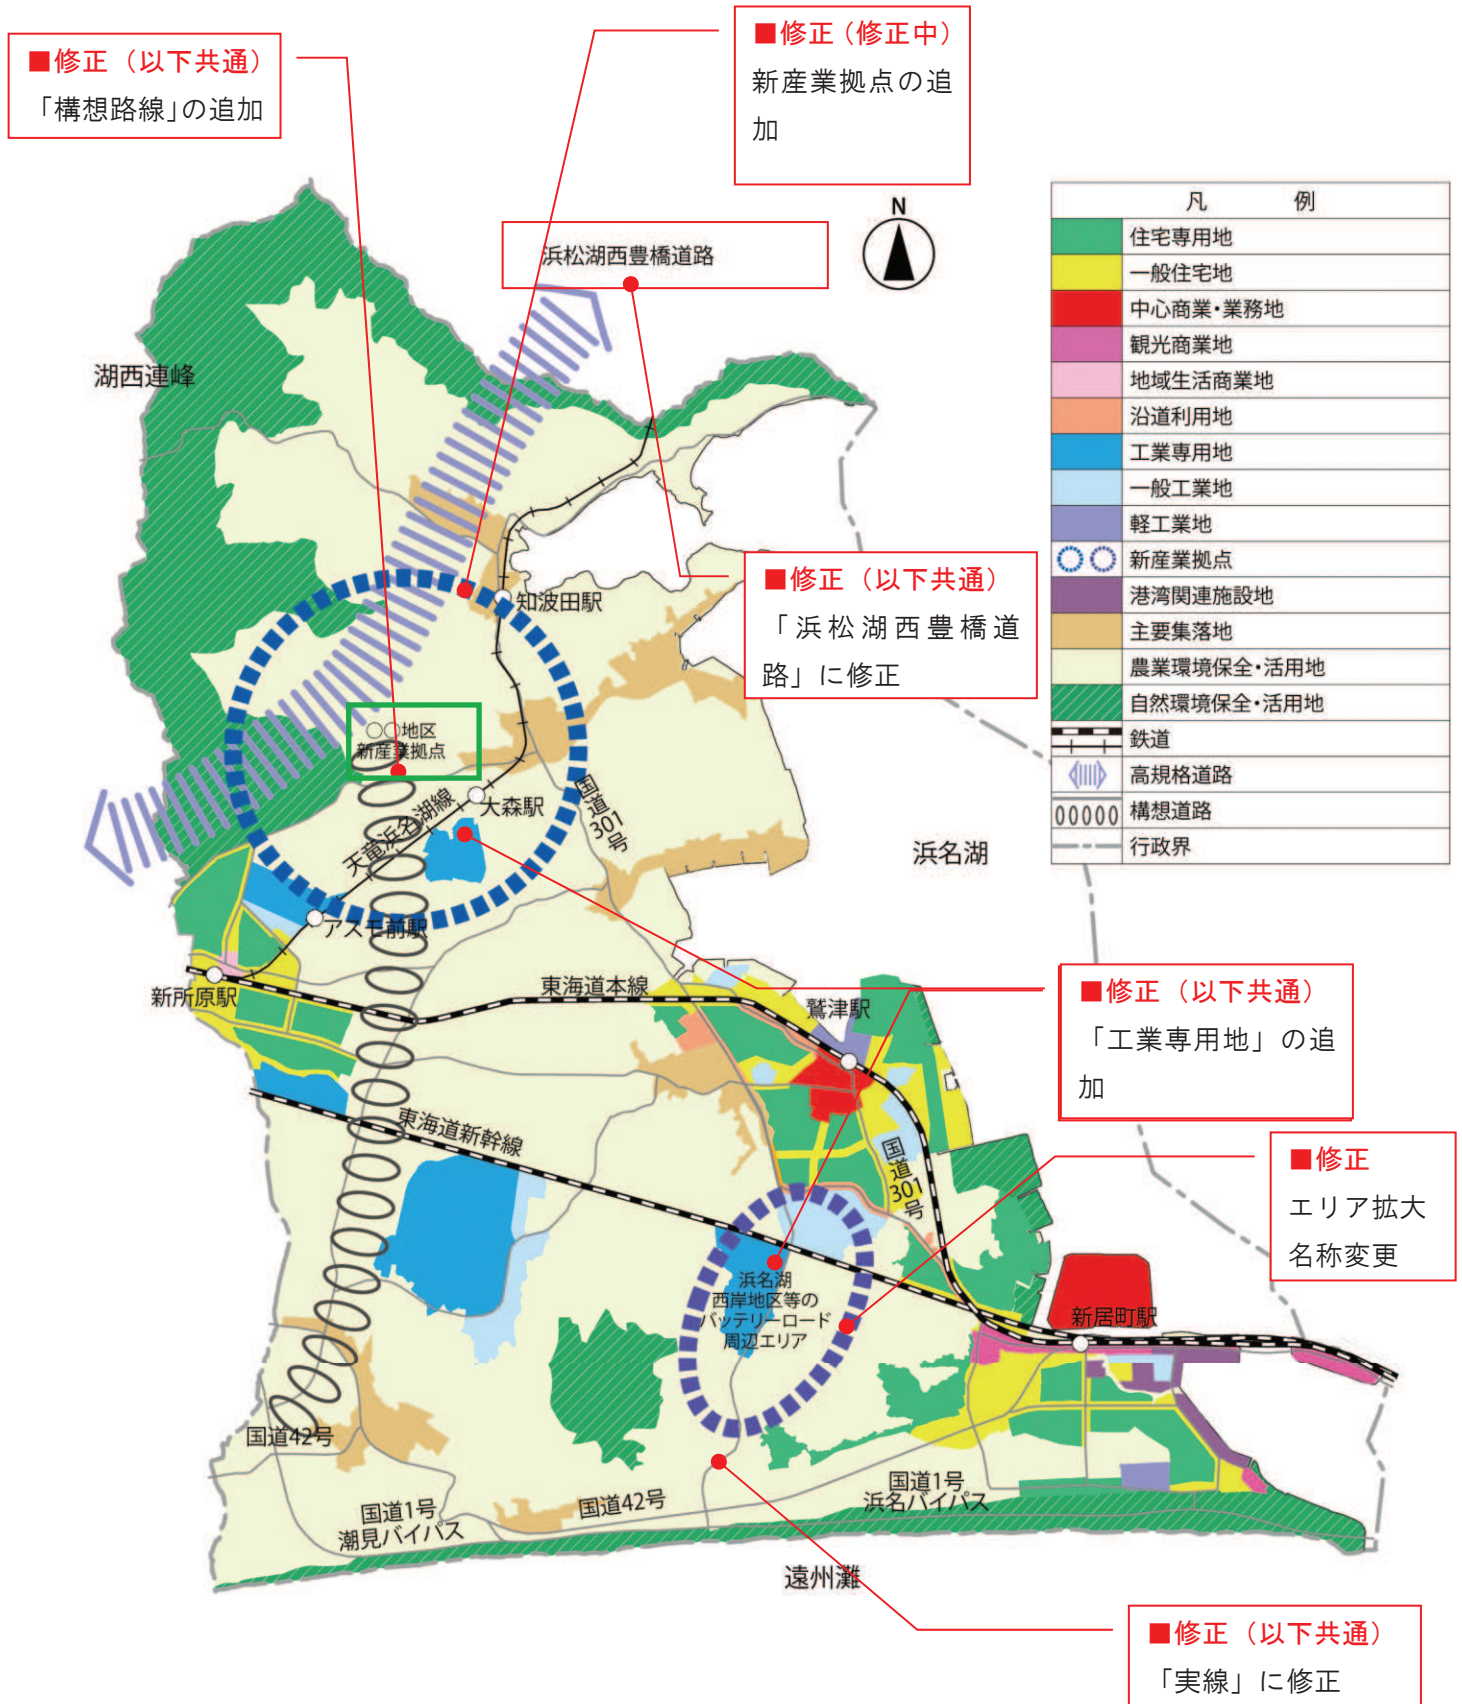 ■修正（以下共通）
「構想路線」の追加
■修正（修正中）
新産業拠点の追
加
浜松湖西豊橋道路
N
凡　例
住宅専用地
一般住宅地
中心商業・業務地
観光商業地
地域生活商業地
沿道利用地
工業専用地
一般工業地
軽工業地
新産業拠点
港湾関連施設地
主要集落地
農業環境保全・活用地
自然環境保全・活用地
鉄道
高規格道路
構想道路
行政界
湖西連峰
知波田駅
■修正（以下共通）
「浜松湖西豊橋道
路」に修正
○○地区
新産業拠点
大森駅
天竜浜名湖線
国道301号
浜名湖
アスモ前駅
新所原駅
東海道本線
鷲津駅
■修正（以下共通）
「工業専用地」の追
加
東海道新幹線
国道301号
■修正
エリア拡大
名称変更
浜名湖
西岸地区等の
バッテリーロード
周辺エリア
新居町駅
国道42号
国道1号
潮見バイパス
国道42号
国道1号
浜名バイパス
遠州灘
■修正（以下共通）
「実線」に修正